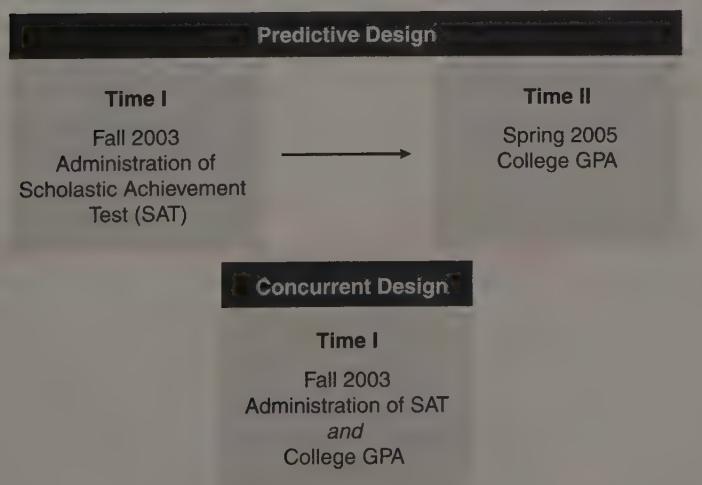 Predictive Design
Time I
Fall 2003
Administration of
Scholastic Achievement
Test (SAT)
Time II
Spring 2005
College GPA
Concurrent Design
Time I
Fall 2003
Administration of SAT
and
College GPA